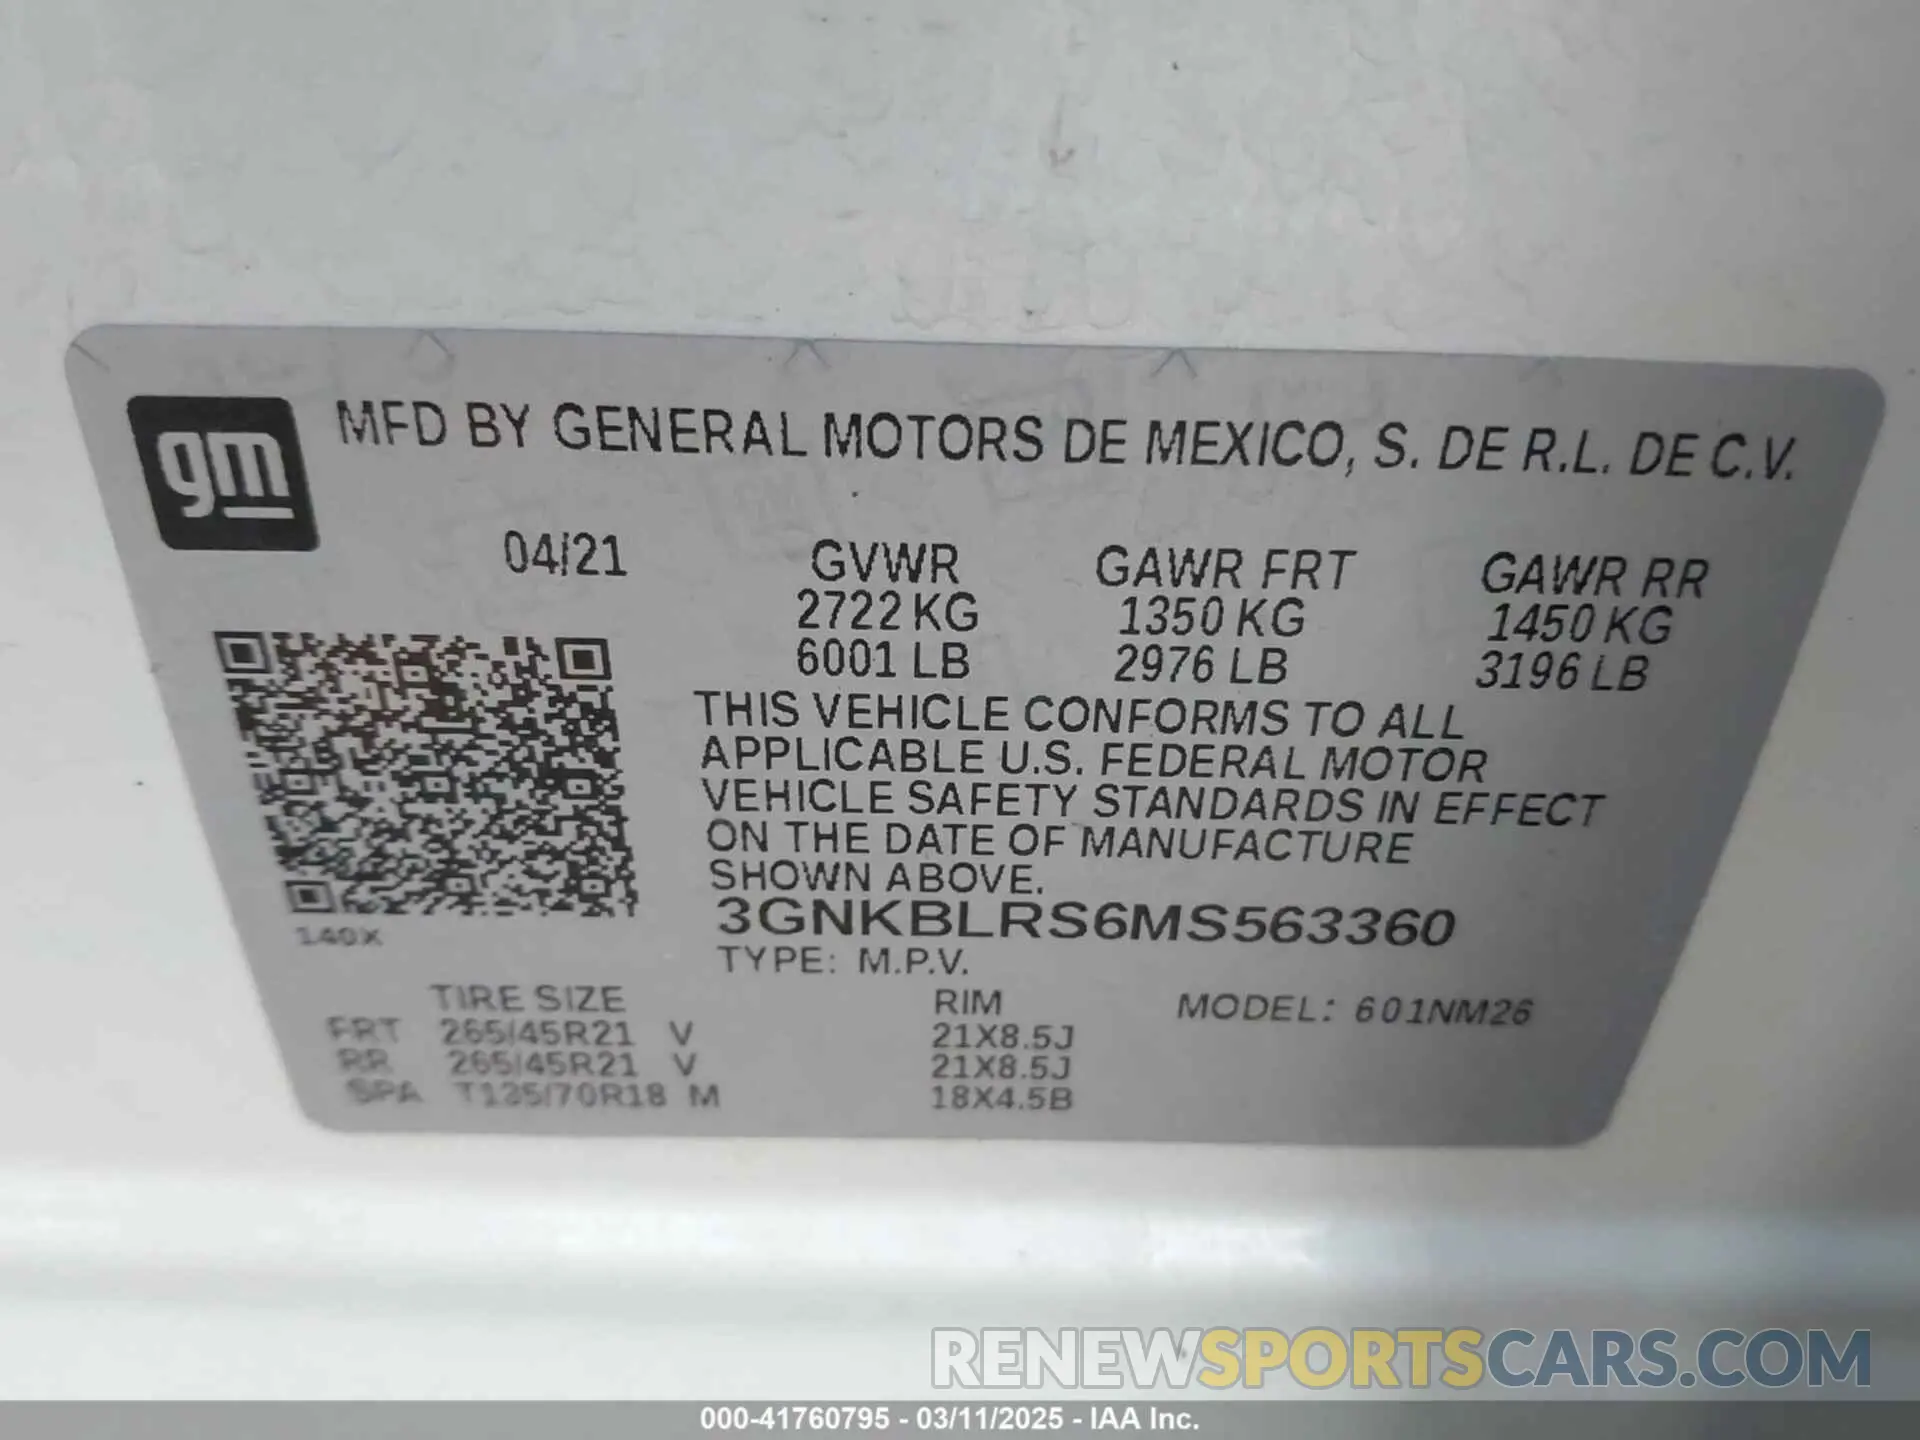 gm
MFD BY GENERAL MOTORS DE MEXICO, S. DE R.L. DE C.V.
04/21 GVWR GAWR FRT GAWR RR
2722 KG 1350 KG 1450 KG
6001 LB 2976 LB 3196 LB
THIS VEHICLE CONFORMS TO ALL
APPLICABLE U.S. FEDERAL MOTOR
VEHICLE SAFETY STANDARDS IN EFFECT
ON THE DATE OF MANUFACTURE
SHOWN ABOVE.
3GNKBLRS6MS563360
140X
TYPE: M.P.V.
TIRE SIZE RIM MODEL: 601NM26
FRT 265/45R21 V 21X8.5J
RR 265/45R21 V 21X8.5J
SPA T135/70R18 M 18X4.5B
RENEWSPORTSCARS.COM
000-41760795 - 03/11/2025 - IAA Inc.